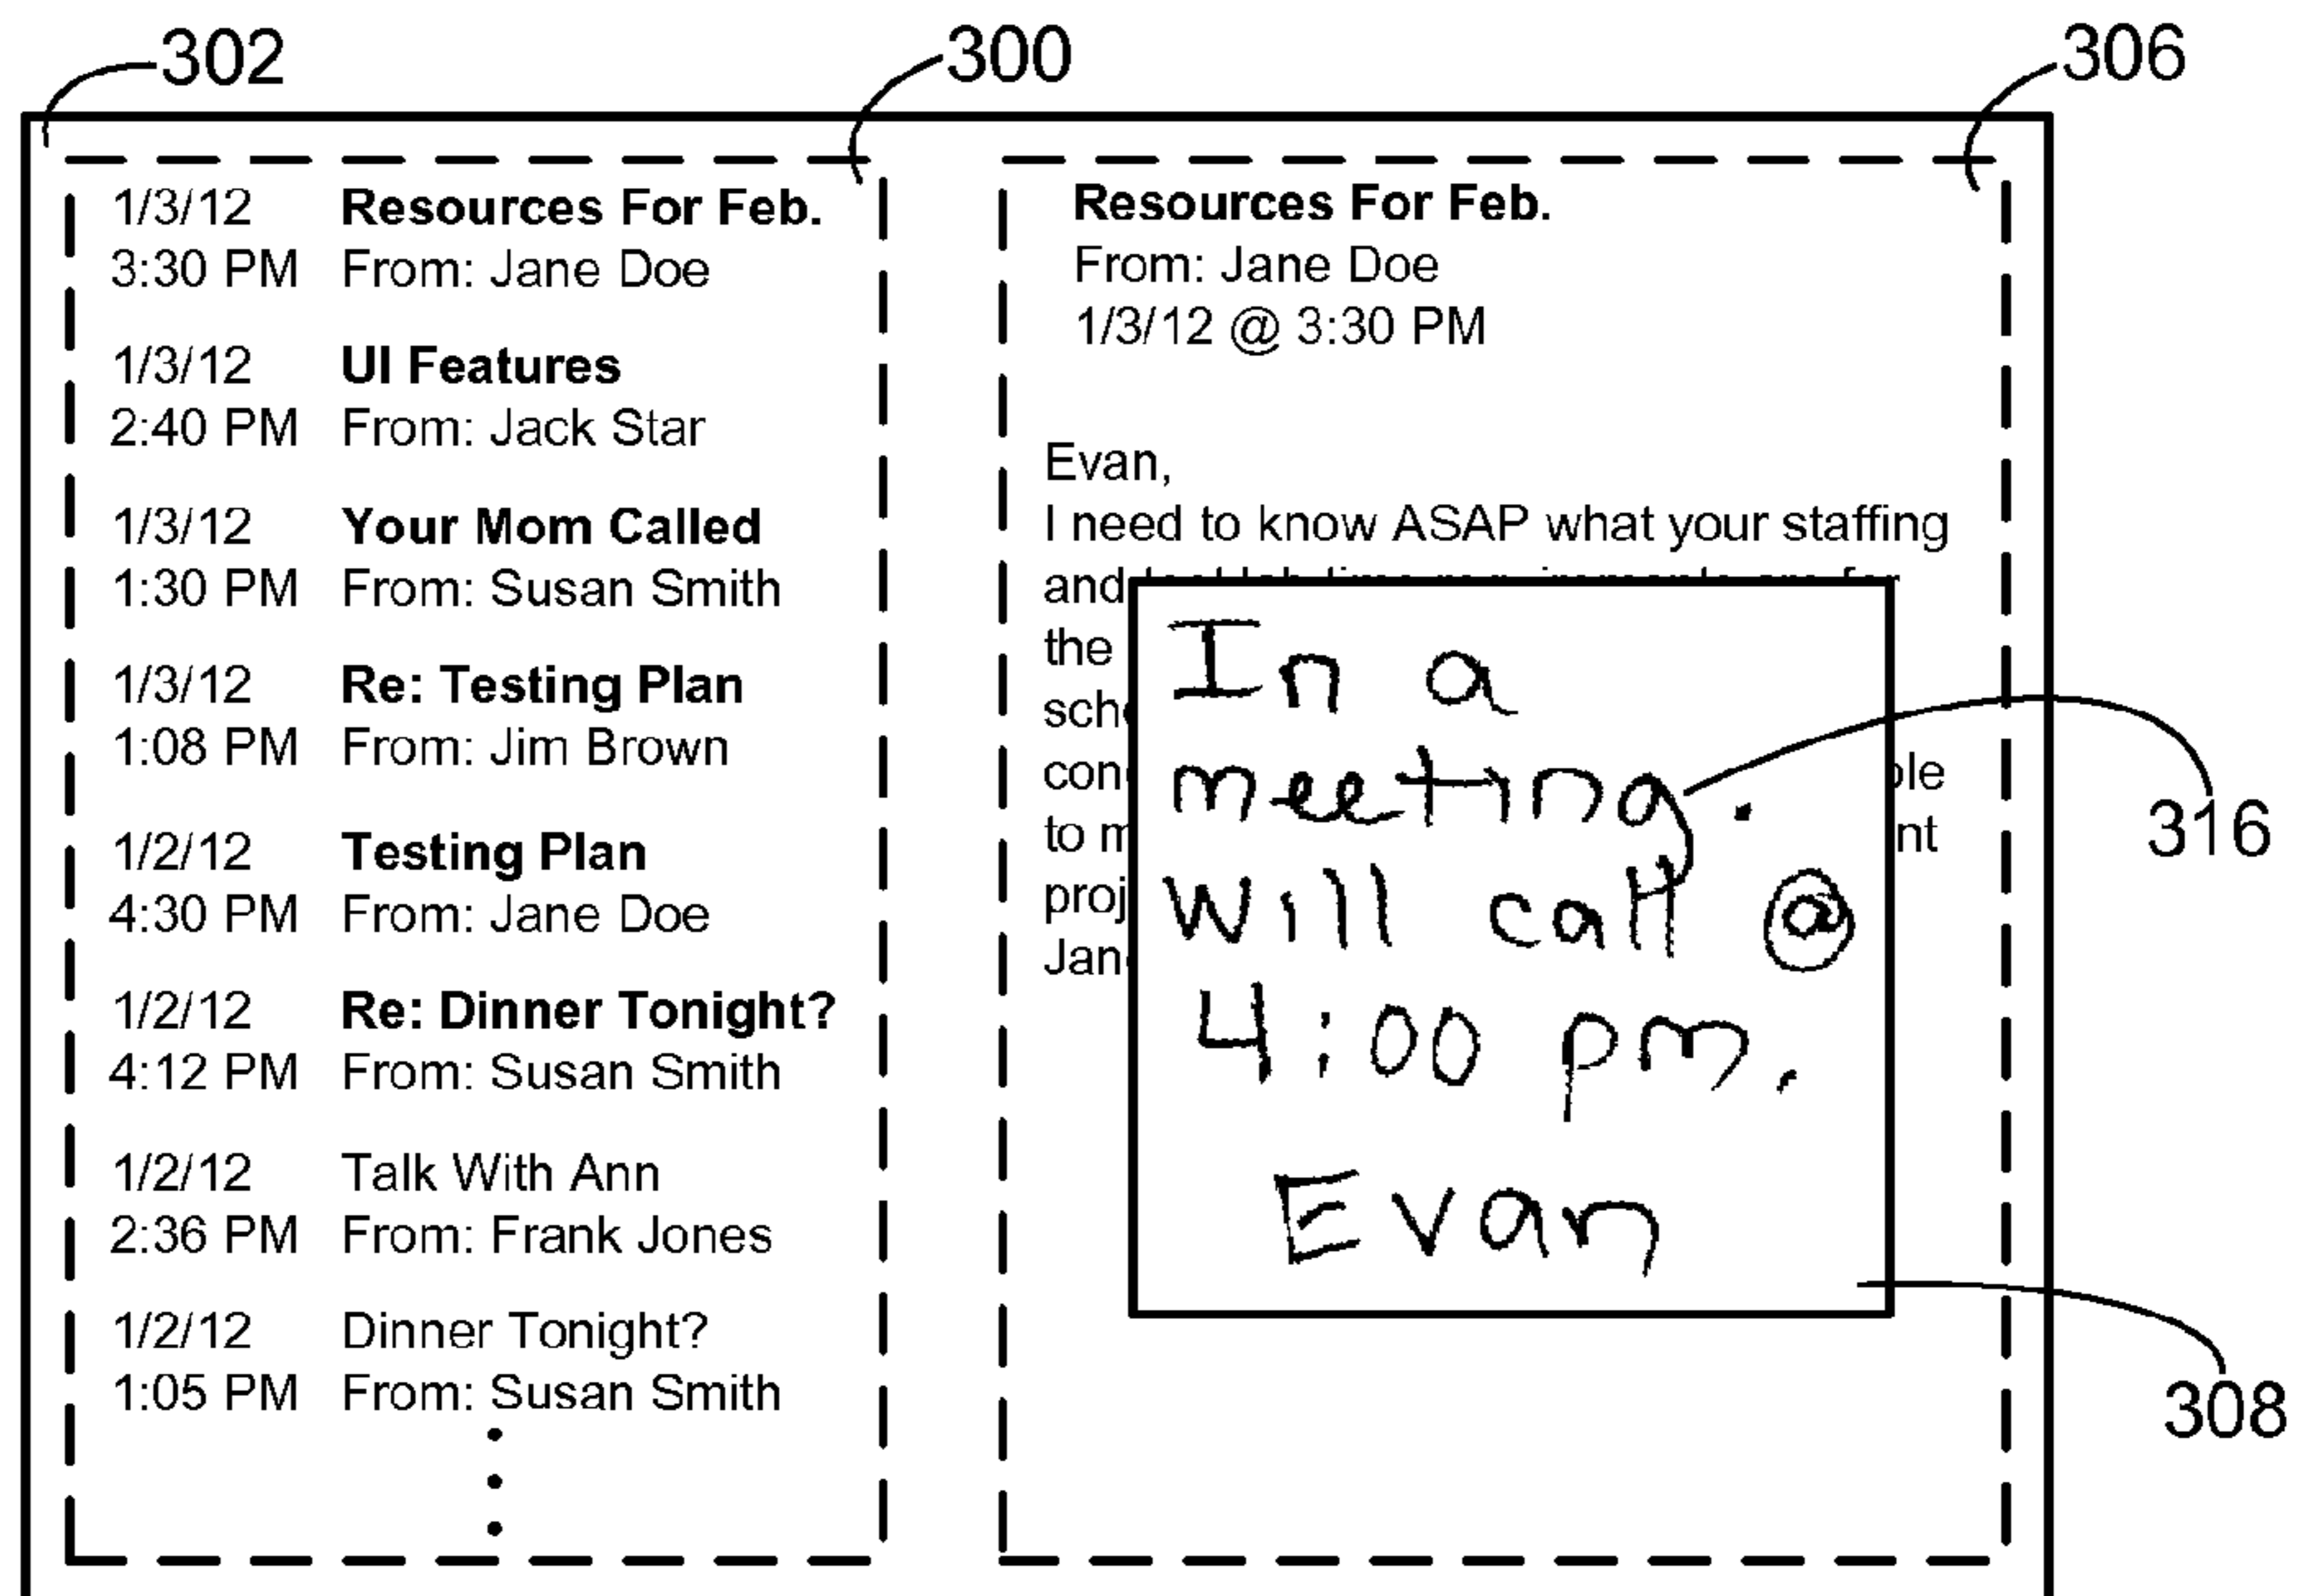 302
300
306
1/3/12 Resources For Feb.
3:30 PM From: Jane Doe
1/3/12 UI Features
2:40 PM From: Jack Star
1/3/12 Your Mom Called
1:30 PM From: Susan Smith
1/3/12 Re: Testing Plan
1:08 PM From: Jim Brown
1/2/12 Testing Plan
4:30 PM From: Jane Doe
1/2/12 Re: Dinner Tonight?
4:12 PM From: Susan Smith
1/2/12 Talk With Ann
2:36 PM From: Frank Jones
1/2/12 Dinner Tonight?
1:05 PM From: Susan Smith
Resources For Feb.
From: Jane Doe
1/3/12 @ 3:30 PM
Evan,
I need to know ASAP what your staffing
and
the
to
In a
meeting.
will call @
4:00 pm.
Evan
316
308